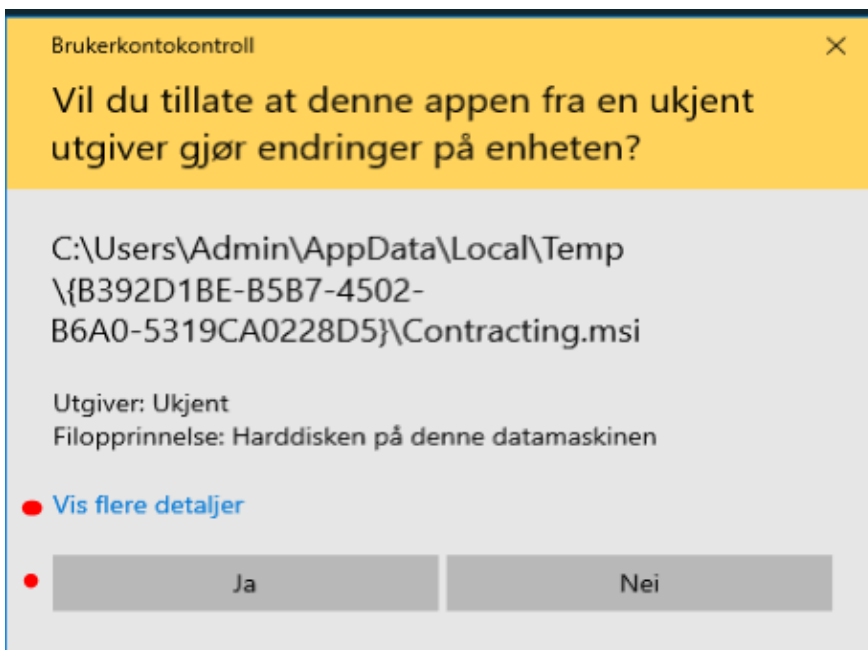 Brukerkontokontroll
Vil du tillate at denne appen fra en ukjent
utgiver gjør endringer på enheten?
C:\Users\Admin\AppData\Local\Temp
\{B392D1BE-B5B7-4502-
B6A0-5319CA0228D5}\Contracting.msi
Utgiver: Ukjent
Filopprinnelse: Harddisken på denne datamaskinen
Vis flere detaljer
Ja Nei